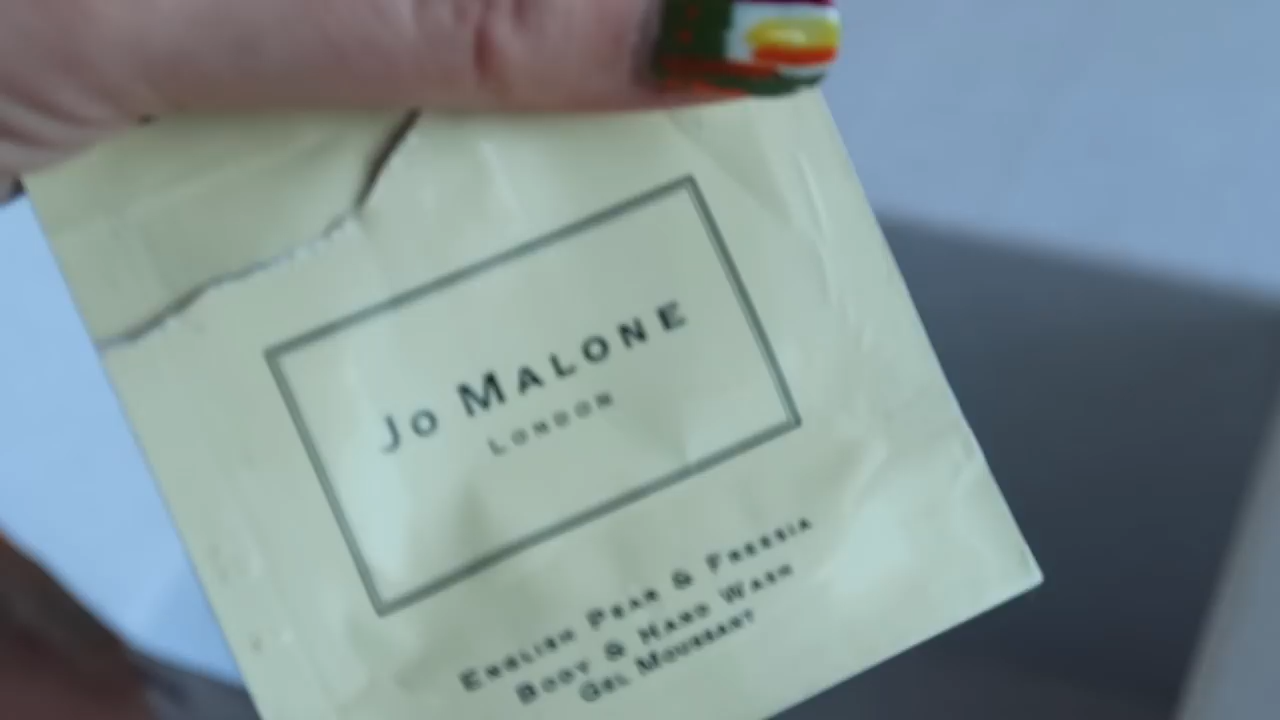 Jo MALONE
LONDON
ENGLISH PEAR & FREESIA
BODY & HAND WASH
GEL MOUSSANT